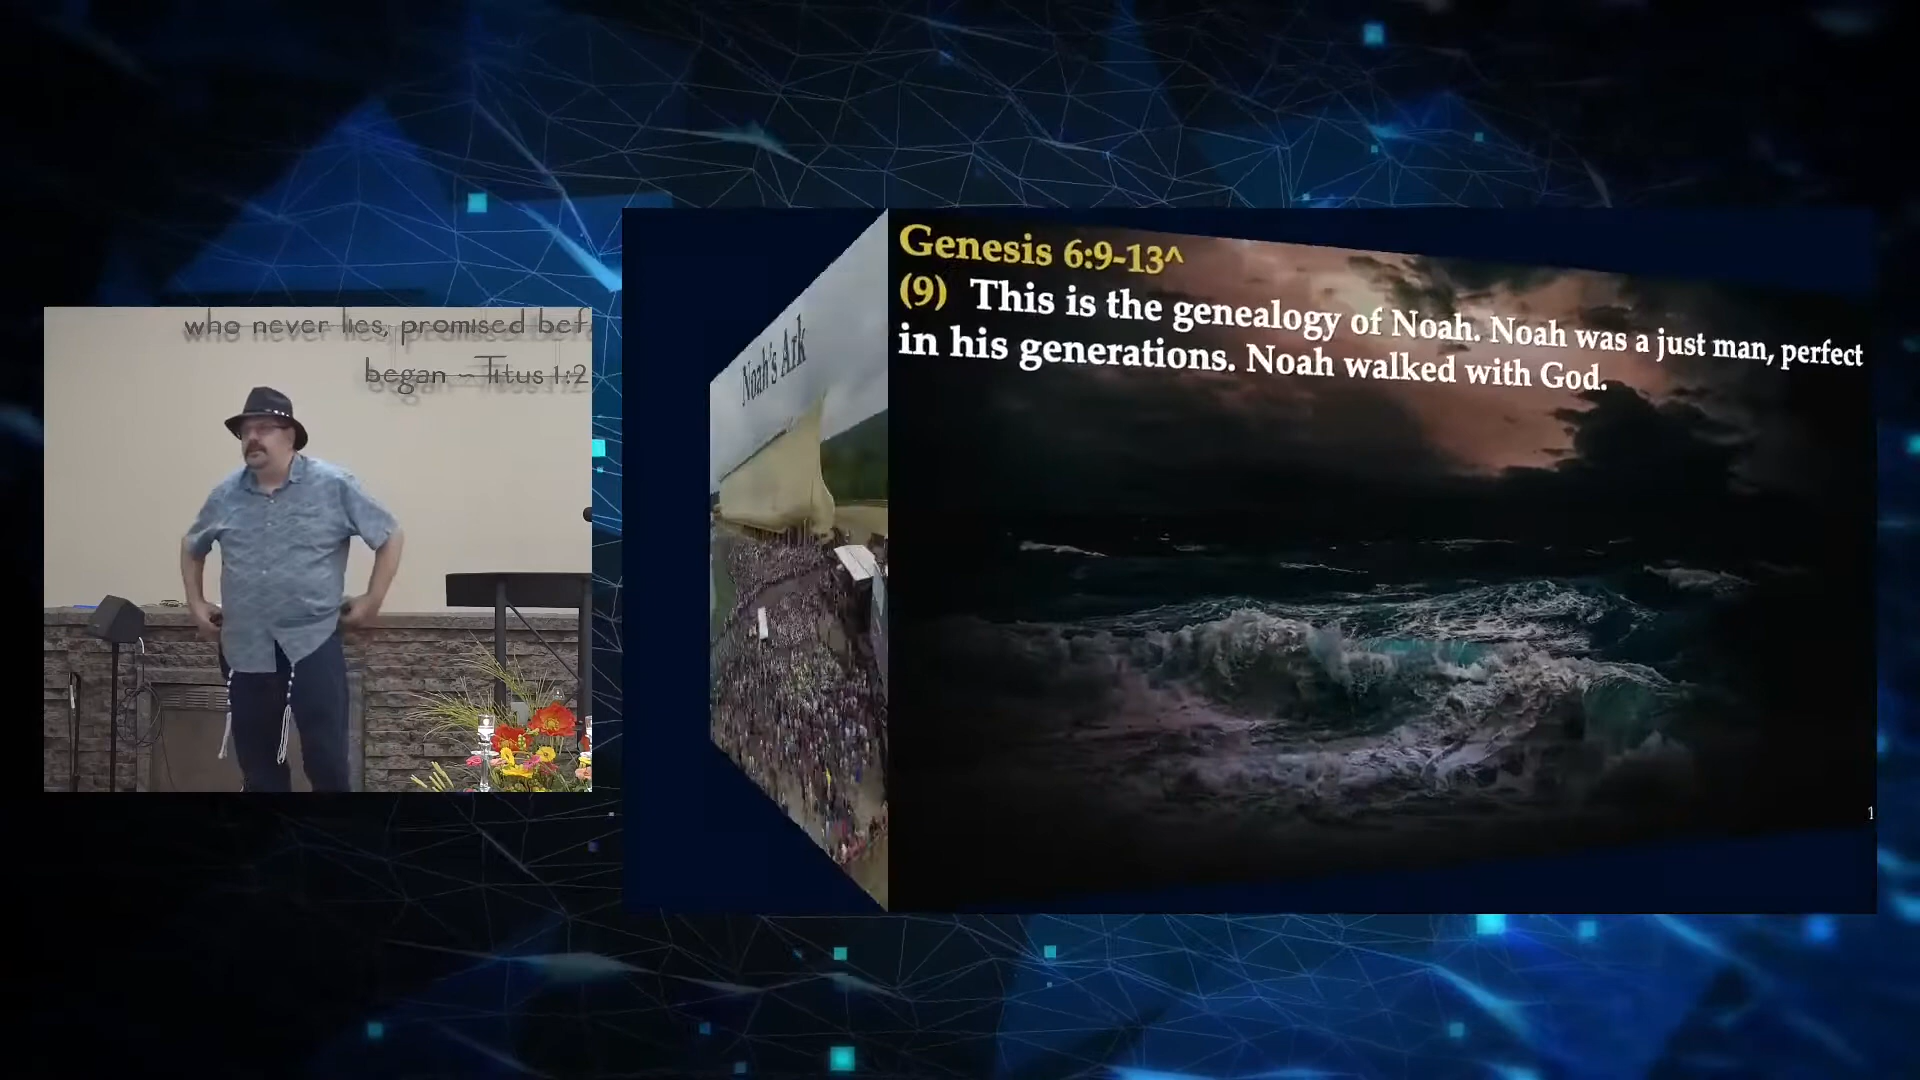 who never lies, promised bef
began ~ Titus 1:2
Noah's Ark
Genesis 6:9-13^
(9) This is the genealogy of Noah. Noah was a just man, perfect
in his generations. Noah walked with God.
1